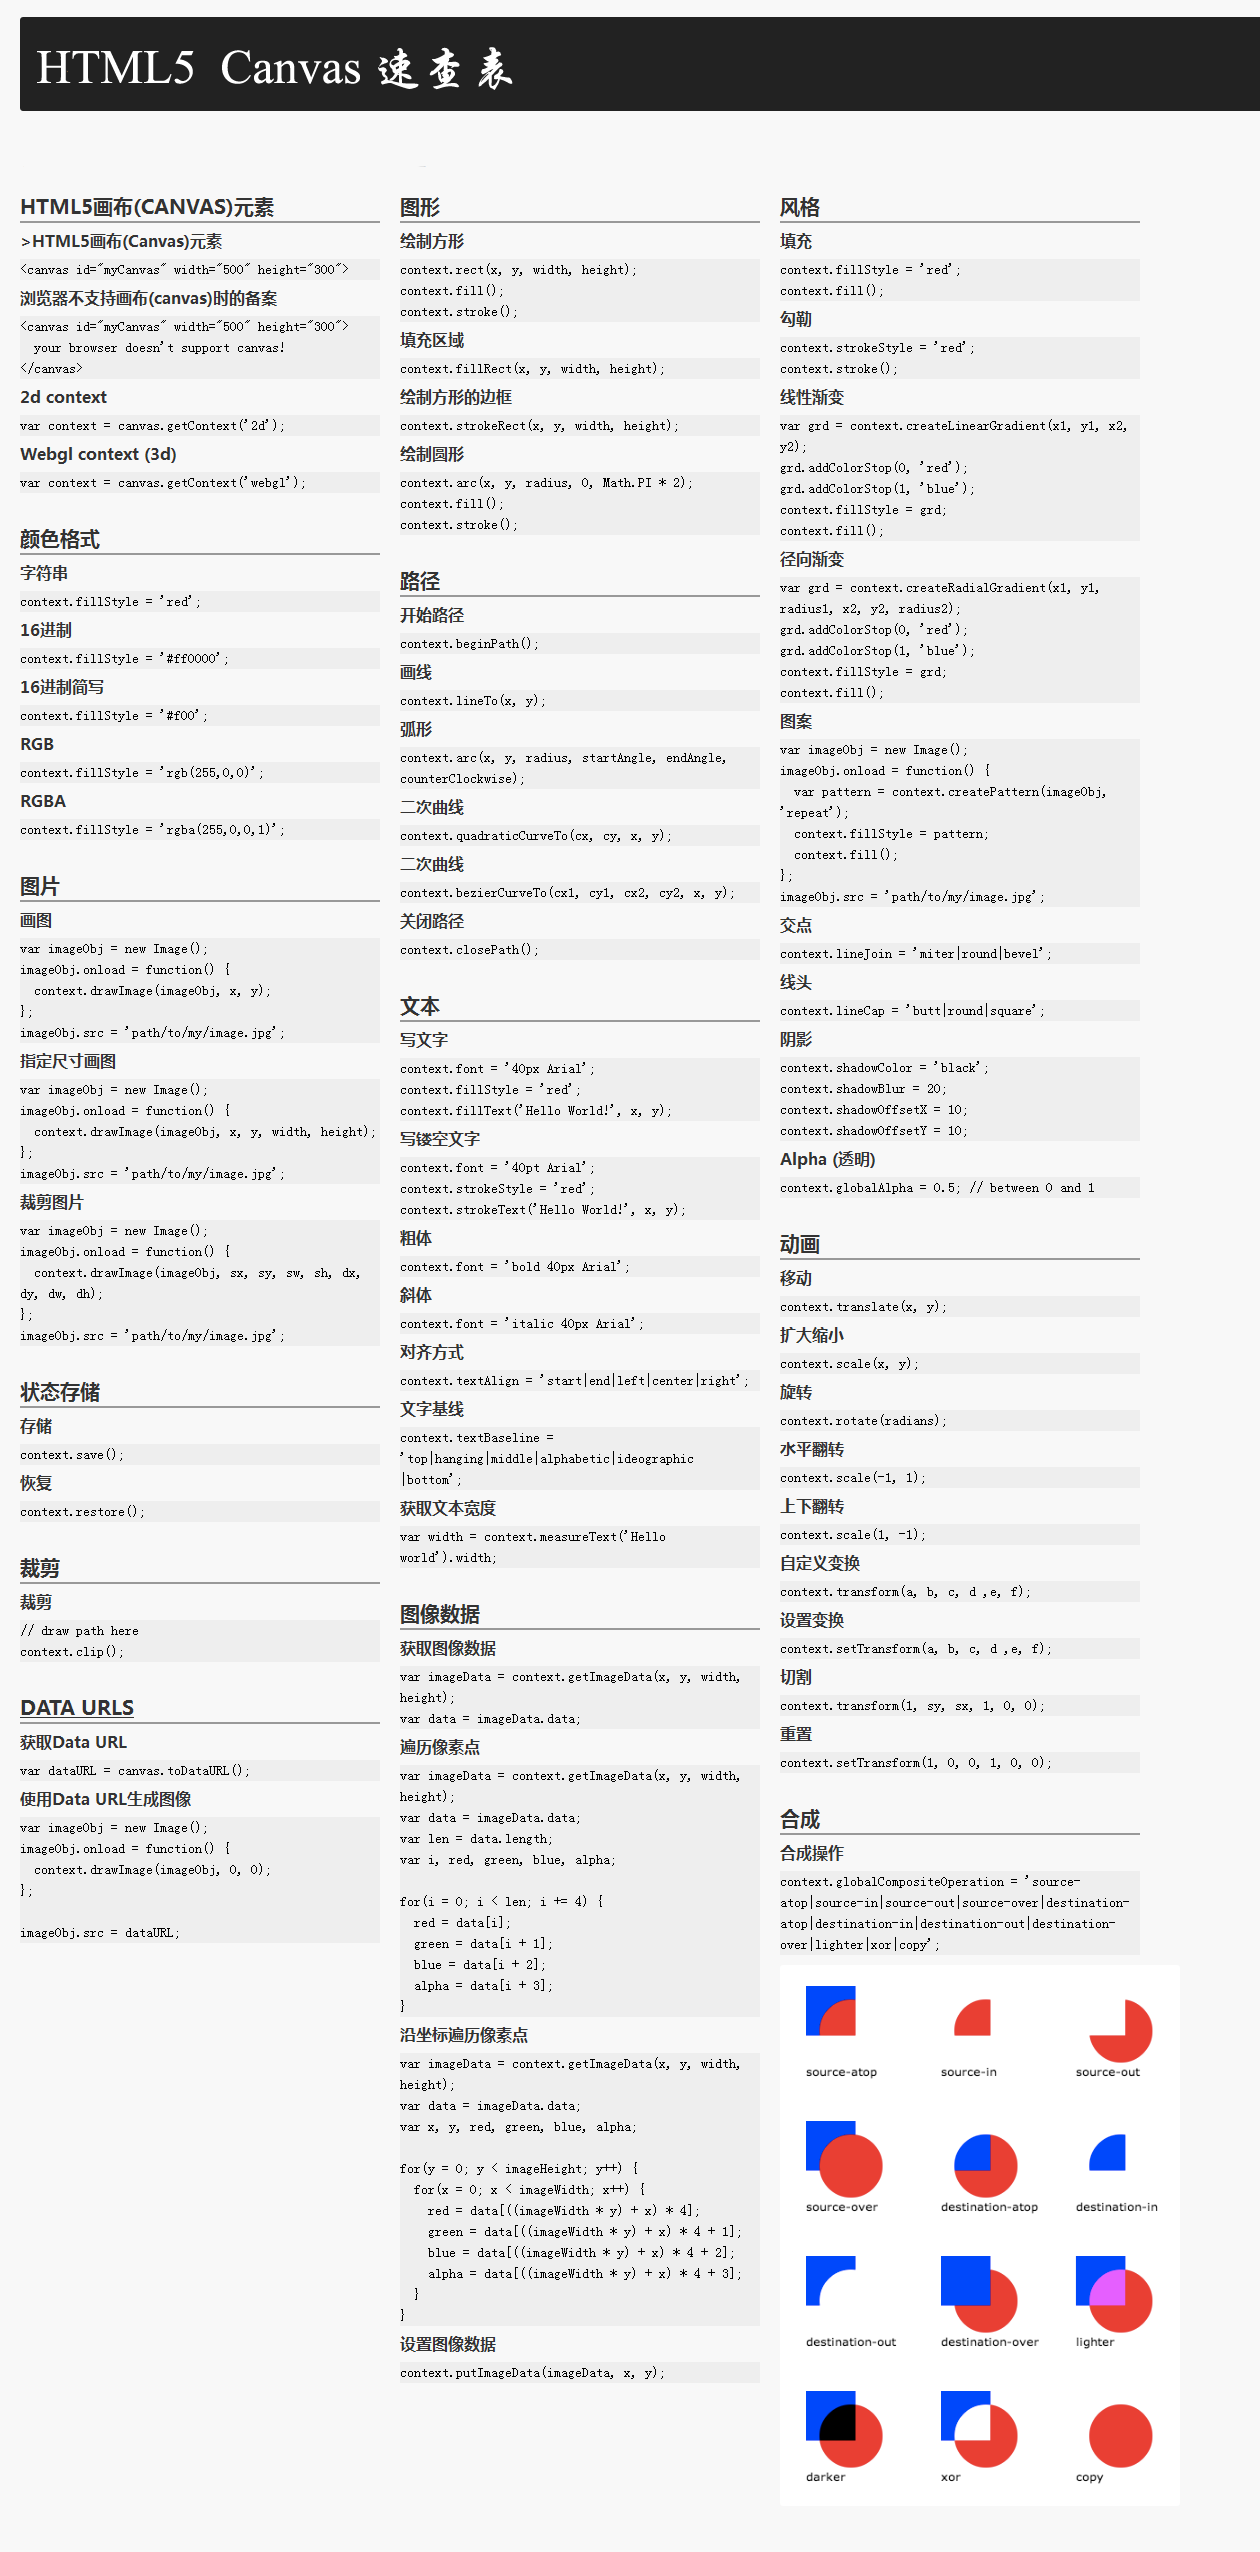 HTML5 Canvas 速查表
HTML5画布(CANVAS)元素
>HTML5画布(Canvas)元素
<canvas id="myCanvas" width="500" height="300">
浏览器不支持画布(canvas)时的备案
<canvas id="myCanvas" width="500" height="300">
  your browser doesn't support canvas!
</canvas>
2d context
var context = canvas.getContext('2d');
Webgl context (3d)
var context = canvas.getContext('webgl');
颜色格式
字符串
context.fillStyle = 'red';
16进制
context.fillStyle = '#ff0000';
16进制简写
context.fillStyle = '#f00';
RGB
context.fillStyle = 'rgb(255,0,0)';
RGBA
context.fillStyle = 'rgba(255,0,0,1)';
图片
画图
var imageObj = new Image();
imageObj.onload = function() {
  context.drawImage(imageObj, x, y);
};
imageObj.src = 'path/to/my/image.jpg';
指定尺寸画图
var imageObj = new Image();
imageObj.onload = function() {
  context.drawImage(imageObj, x, y, width, height);
};
imageObj.src = 'path/to/my/image.jpg';
裁剪图片
var imageObj = new Image();
imageObj.onload = function() {
  context.drawImage(imageObj, sx, sy, sw, sh, dx,
dy, dw, dh);
};
imageObj.src = 'path/to/my/image.jpg';
状态存储
存储
context.save();
恢复
context.restore();
裁剪
裁剪
// draw path here
context.clip();
DATA URLS
获取Data URL
var dataURL = canvas.toDataURL();
使用Data URL生成图像
var imageObj = new Image();
imageObj.onload = function() {
  context.drawImage(imageObj, 0, 0);
};
imageObj.src = dataURL;
图形
绘制方形
context.rect(x, y, width, height);
context.fill();
context.stroke();
填充区域
context.fillRect(x, y, width, height);
绘制方形的边框
context.strokeRect(x, y, width, height);
绘制圆形
context.arc(x, y, radius, 0, Math.PI * 2);
context.fill();
context.stroke();
路径
开始路径
context.beginPath();
画线
context.lineTo(x, y);
弧形
context.arc(x, y, radius, startAngle, endAngle,
counterClockwise);
二次曲线
context.quadraticCurveTo(cx, cy, x, y);
二次曲线
context.bezierCurveTo(cx1, cy1, cx2, cy2, x, y);
关闭路径
context.closePath();
文本
写文字
context.font = '40px Arial';
context.fillStyle = 'red';
context.fillText('Hello World!', x, y);
写镂空文字
context.font = '40pt Arial';
context.strokeStyle = 'red';
context.strokeText('Hello World!', x, y);
粗体
context.font = 'bold 40px Arial';
斜体
context.font = 'italic 40px Arial';
对齐方式
context.textAlign = 'start|end|left|center|right';
文字基线
context.textBaseline =
'top|hanging|middle|alphabetic|ideographic
|bottom';
获取文本宽度
var width = context.measureText('Hello
world').width;
图像数据
获取图像数据
var imageData = context.getImageData(x, y, width,
height);
var data = imageData.data;
遍历像素点
var imageData = context.getImageData(x, y, width,
height);
var data = imageData.data;
var len = data.length;
var i, red, green, blue, alpha;
for(i = 0; i < len; i += 4) {
  red = data[i];
  green = data[i + 1];
  blue = data[i + 2];
  alpha = data[i + 3];
}
沿坐标遍历像素点
var imageData = context.getImageData(x, y, width,
height);
var data = imageData.data;
var x, y, red, green, blue, alpha;
for(y = 0; y < imageHeight; y++) {
  for(x = 0; x < imageWidth; x++) {
    red = data[((imageWidth * y) + x) * 4];
    green = data[((imageWidth * y) + x) * 4 + 1];
    blue = data[((imageWidth * y) + x) * 4 + 2];
    alpha = data[((imageWidth * y) + x) * 4 + 3];
  }
}
设置图像数据
context.putImageData(imageData, x, y);
风格
填充
context.fillStyle = 'red';
context.fill();
勾勒
context.strokeStyle = 'red';
context.stroke();
线性渐变
var grd = context.createLinearGradient(x1, y1, x2,
y2);
grd.addColorStop(0, 'red');
grd.addColorStop(1, 'blue');
context.fillStyle = grd;
context.fill();
径向渐变
var grd = context.createRadialGradient(x1, y1,
radius1, x2, y2, radius2);
grd.addColorStop(0, 'red');
grd.addColorStop(1, 'blue');
context.fillStyle = grd;
context.fill();
图案
var imageObj = new Image();
imageObj.onload = function() {
  var pattern = context.createPattern(imageObj,
'repeat');
  context.fillStyle = pattern;
  context.fill();
};
imageObj.src = 'path/to/my/image.jpg';
交点
context.lineJoin = 'miter|round|bevel';
线头
context.lineCap = 'butt|round|square';
阴影
context.shadowColor = 'black';
context.shadowBlur = 20;
context.shadowOffsetX = 10;
context.shadowOffsetY = 10;
Alpha (透明)
context.globalAlpha = 0.5; // between 0 and 1
动画
移动
context.translate(x, y);
扩大缩小
context.scale(x, y);
旋转
context.rotate(radians);
水平翻转
context.scale(-1, 1);
上下翻转
context.scale(1, -1);
自定义变换
context.transform(a, b, c, d ,e, f);
设置变换
context.setTransform(a, b, c, d ,e, f);
切割
context.transform(1, sy, sx, 1, 0, 0);
重置
context.setTransform(1, 0, 0, 1, 0, 0);
合成
合成操作
context.globalCompositeOperation = 'source-
atop|source-in|source-out|source-over|destination-
atop|destination-in|destination-out|destination-
over|lighter|xor|copy';
source-atop source-in source-out
source-over destination-atop destination-in
destination-out destination-over lighter
darker xor copy